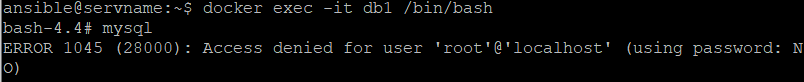 ansible@servname:~$ docker exec -it db1 /bin/bash
bash-4.4# mysql
ERROR 1045 (28000): Access denied for user 'root'@'localhost' (using password: N
O)